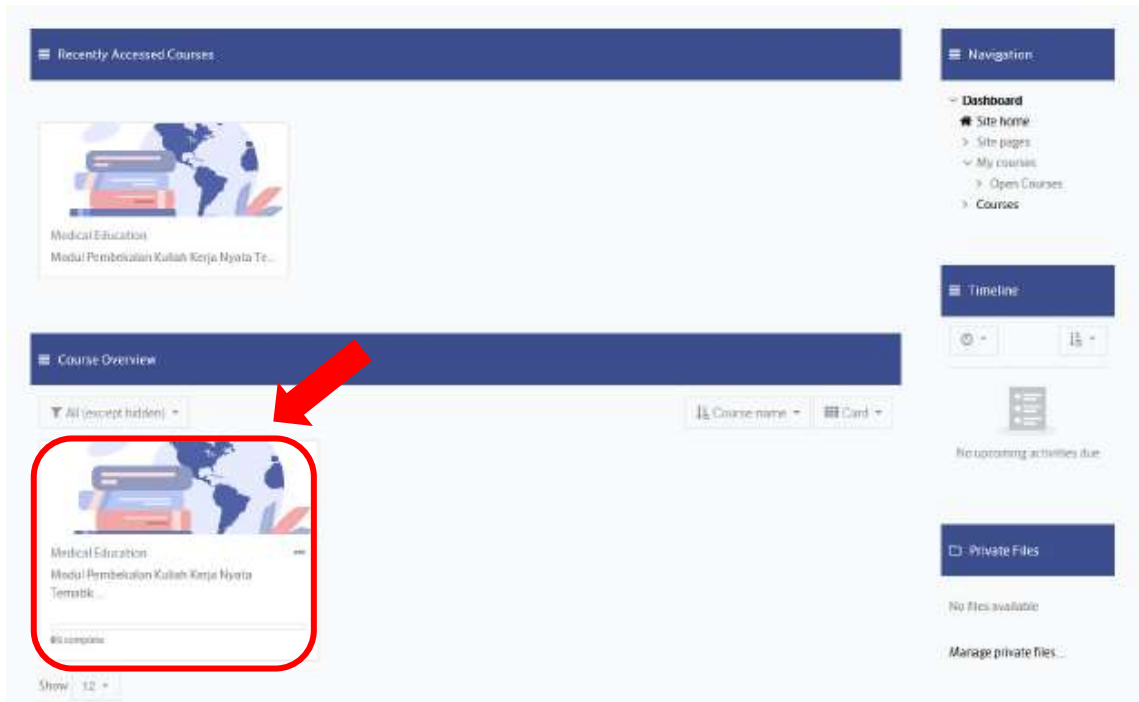 Recently Accessed Courses
Medical Education
Modul Pembekalan Kuliah Kerja Nyata Te...
Course Overview
All (except hidden)
Course name
Card
Medical Education
Modul Pembekalan Kuliah Kerja Nyata
Tematik ...
0% complete
Show 12
Navigation
Dashboard
Site home
Site pages
My courses
Open Courses
Courses
Timeline
No upcoming activities due
Private Files
No files available
Manage private files...